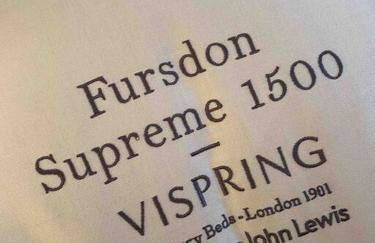 Fursdon
Supreme 1500
VISPRING
Beds - London 1901
John Lewis